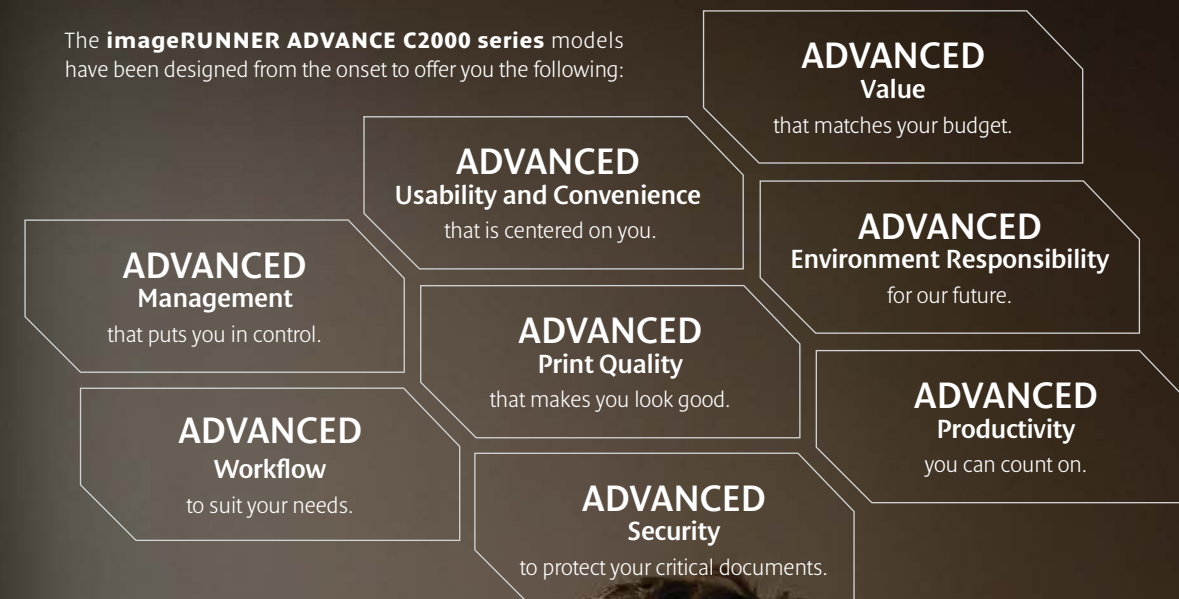 The imageRUNNER ADVANCE C2000 series models
have been designed from the onset to offer you the following:
ADVANCED
Value
that matches your budget.
ADVANCED
Usability and Convenience
that is centered on you.
ADVANCED
Environment Responsibility
for our future.
ADVANCED
Management
that puts you in control.
ADVANCED
Print Quality
that makes you look good.
ADVANCED
Productivity
you can count on.
ADVANCED
Workflow
to suit your needs.
ADVANCED
Security
to protect your critical documents.